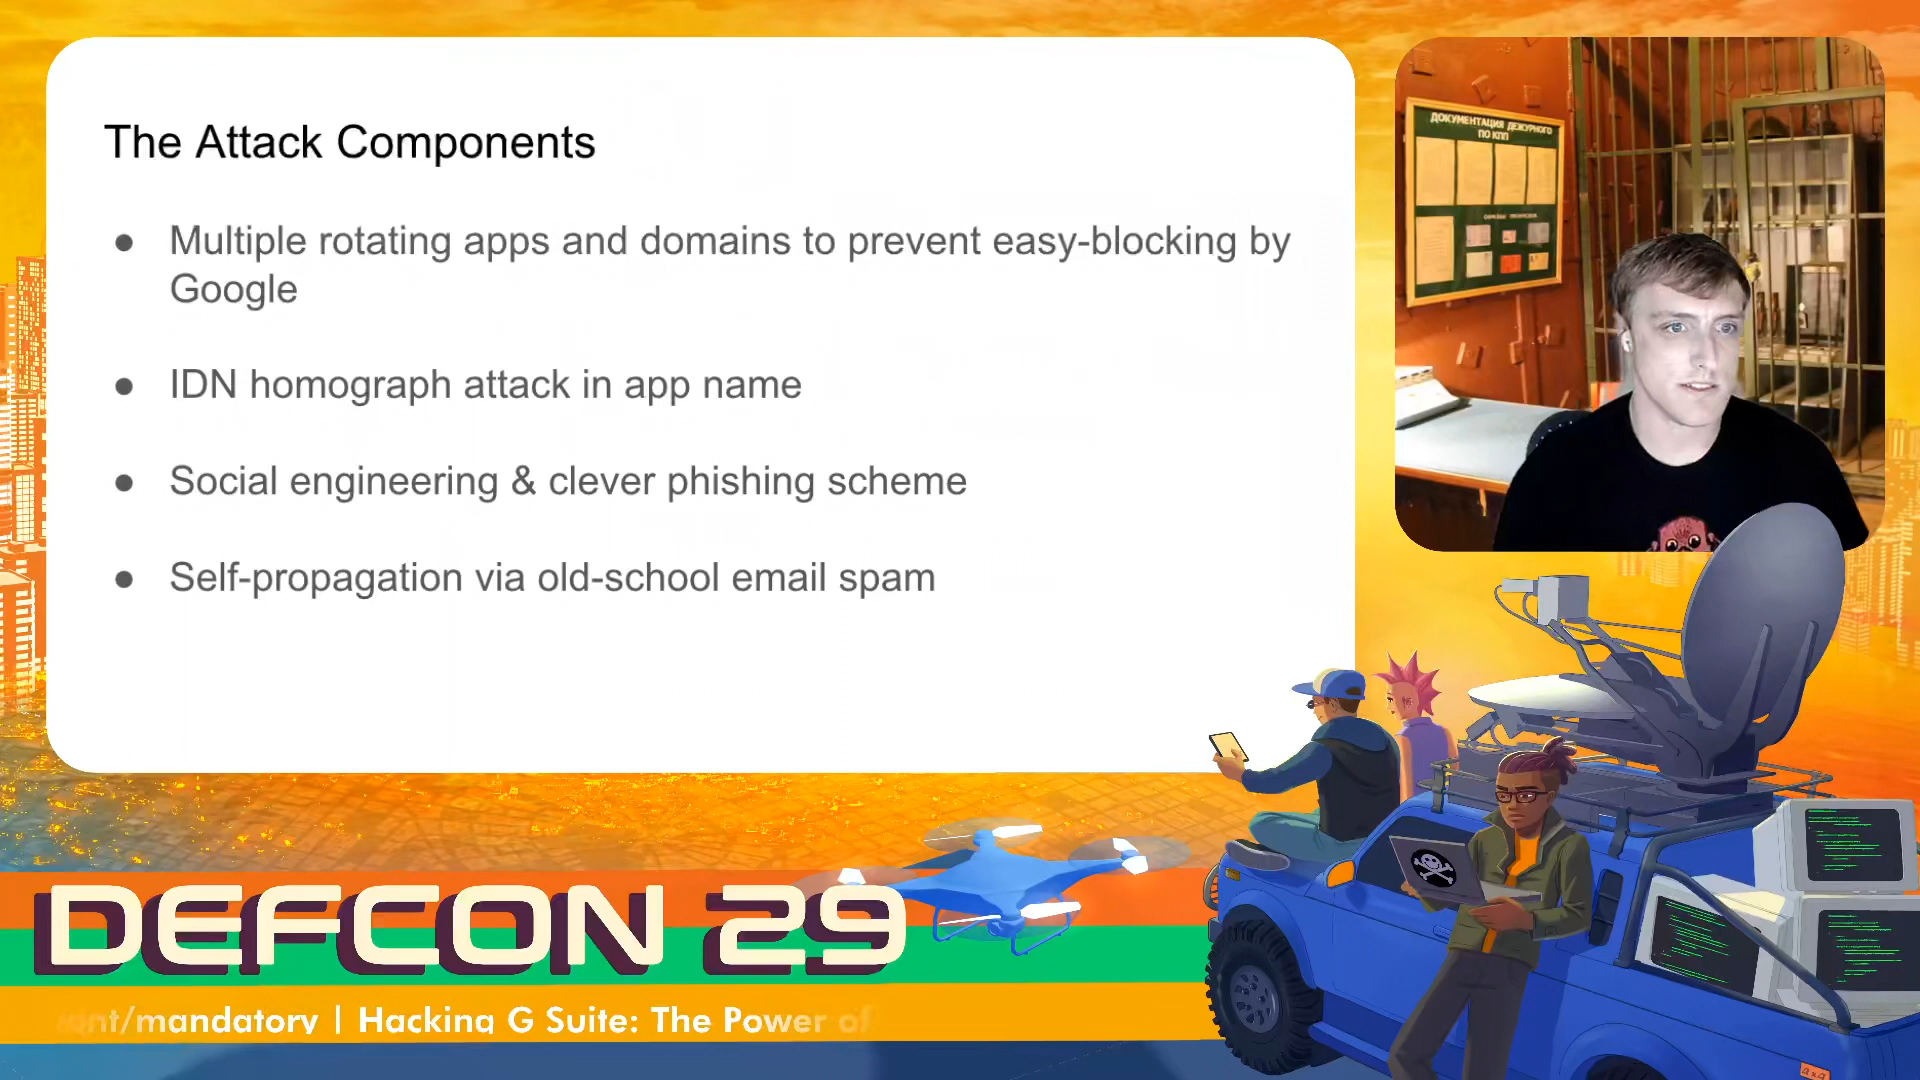 The Attack Components
Multiple rotating apps and domains to prevent easy-blocking by
Google
IDN homograph attack in app name
Social engineering & clever phishing scheme
Self-propagation via old-school email spam
ДОКУМЕНТАЦИЯ ДЕЖУРНОГО
ПО КПП
DEFCON 29
/mandatory | Hacking G Suite: The Power of